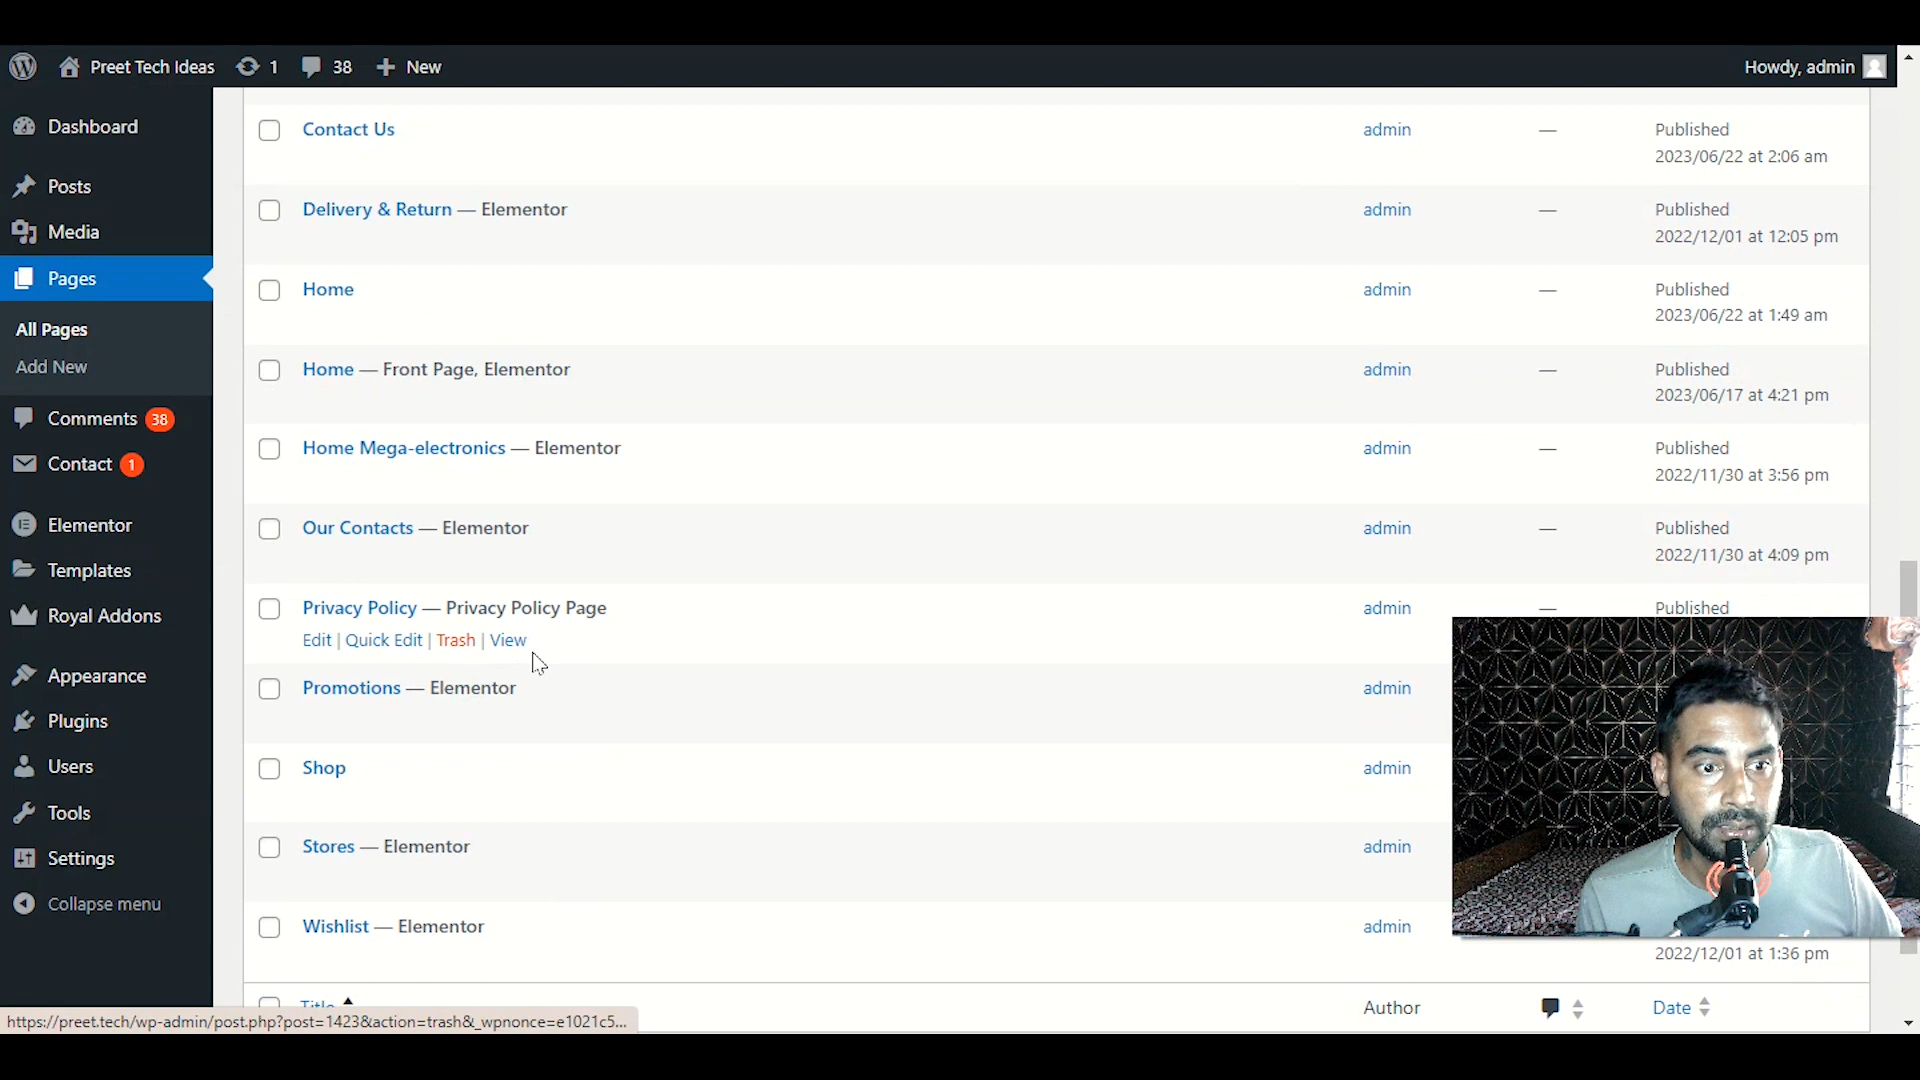 Preet Tech Ideas 1 38 New Howdy, admin
Dashboard
Posts
Media
Pages
All Pages
Add New
Comments 38
Contact 1
Elementor
Templates
Royal Addons
Appearance
Plugins
Users
Tools
Settings
Collapse menu
Contact Us admin — Published
2023/06/22 at 2:06 am
Delivery & Return — Elementor admin — Published
2022/12/01 at 12:05 pm
Home admin — Published
2023/06/22 at 1:49 am
Home — Front Page, Elementor admin — Published
2023/06/17 at 4:21 pm
Home Mega-electronics — Elementor admin — Published
2022/11/30 at 3:56 pm
Our Contacts — Elementor admin — Published
2022/11/30 at 4:09 pm
Privacy Policy — Privacy Policy Page admin — Published
Edit | Quick Edit | Trash | View
Promotions — Elementor admin
Shop admin
Stores — Elementor admin
Wishlist — Elementor admin
2022/12/01 at 1:36 pm
Title Author Date
https://preet.tech/wp-admin/post.php?post=1423&action=trash&_wpnonce=e1021c5...